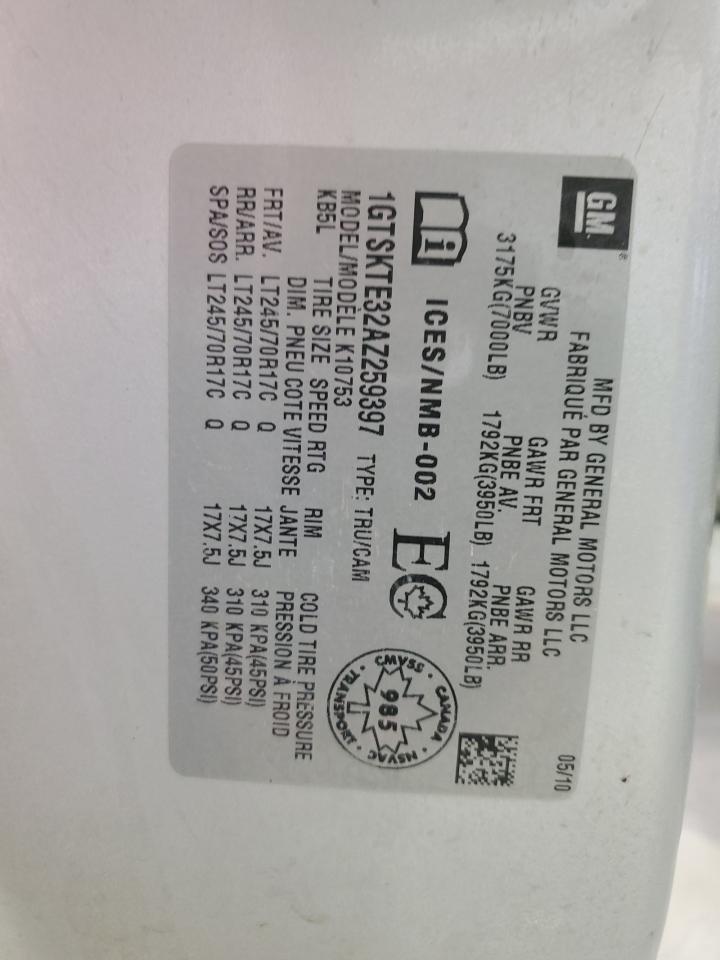 GM ®
MFD BY GENERAL MOTORS LLC 05/10
FABRIQUÉ PAR GENERAL MOTORS LLC
GVWR GAWR FRT GAWR RR
PNBV PNBE AV. PNBE ARR.
3175KG(7000LB) 1792KG(3950LB) 1792KG(3950LB)
i ICES/NMB-002 EC
CMVSS · CANADA · NSVAC · TRANSPORT ·
985
1GTSKTE32AZ259397 TYPE: TRU/CAM
MODEL/MODÈLE K10753
KB5L TIRE SIZE SPEED RTG RIM COLD TIRE PRESSURE
DIM. PNEU COTE VITESSE JANTE PRESSION À FROID
FRT/AV. LT245/70R17C Q 17X7.5J 310 KPA(45PSI)
RR/ARR. LT245/70R17C Q 17X7.5J 310 KPA(45PSI)
SPA/SOS LT245/70R17C Q 17X7.5J 340 KPA(50PSI)